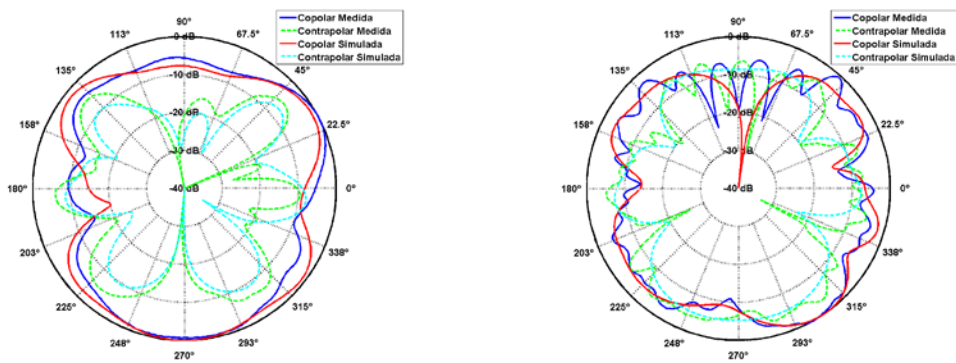 Copolar Medida
Contrapolar Medida
Copolar Simulada
Contrapolar Simulada
90°
113°
67.5°
0 dB
135°
45°
-10 dB
158°
22.5°
-20 dB
-30 dB
180°
-40 dB
0°
203°
338°
225°
315°
248°
293°
270°
Copolar Medida
Contrapolar Medida
Copolar Simulada
Contrapolar Simulada
90°
113°
67.5°
0 dB
135°
45°
-10 dB
158°
22.5°
-20 dB
-30 dB
180°
-40 dB
0°
203°
338°
225°
315°
248°
293°
270°